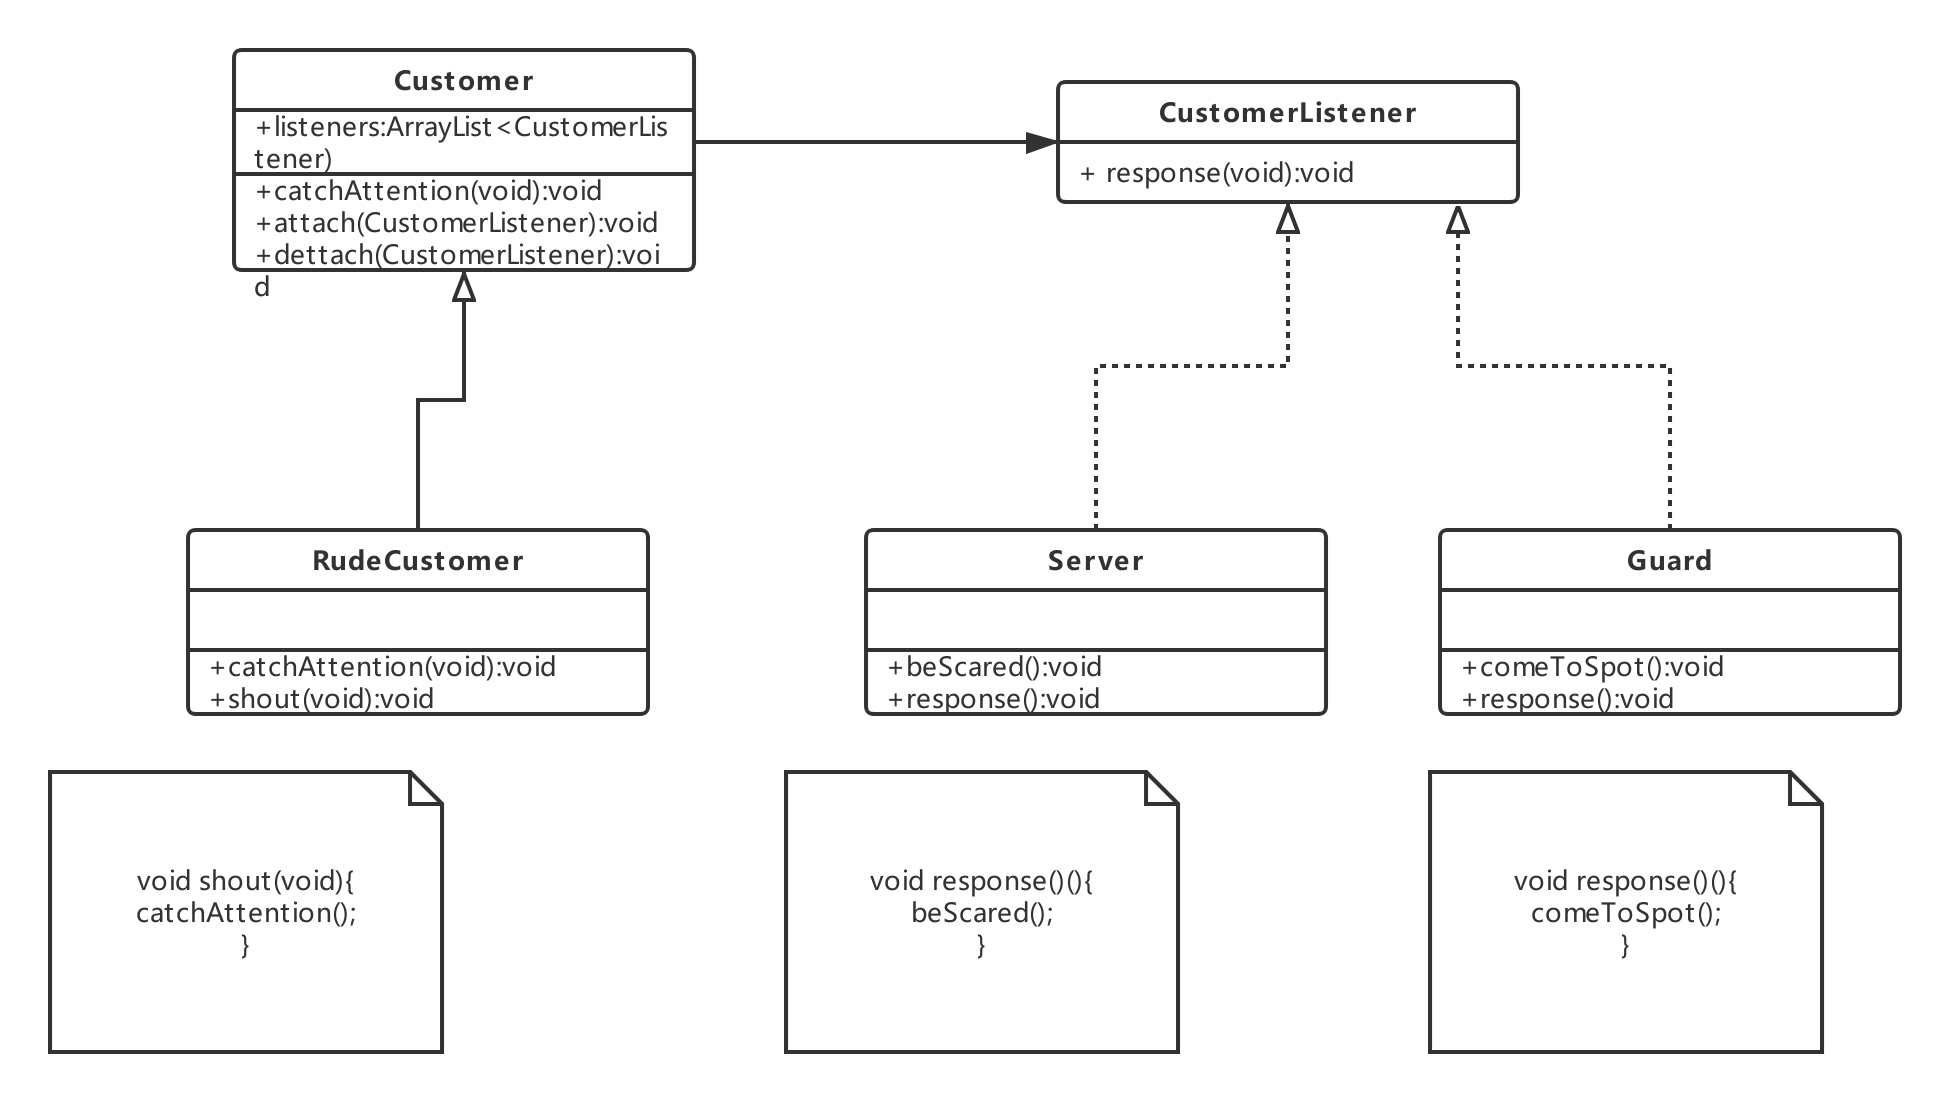 Customer
+listeners:ArrayList<CustomerLis
tener)
+catchAttention(void):void
+attach(CustomerListener):void
+dettach(CustomerListener):voi
d
CustomerListener
+ response(void):void
RudeCustomer
+catchAttention(void):void
+shout(void):void
Server
+beScared():void
+response():void
Guard
+comeToSpot():void
+response():void
void shout(void){
catchAttention();
}
void response()(){
beScared();
}
void response()(){
comeToSpot();
}